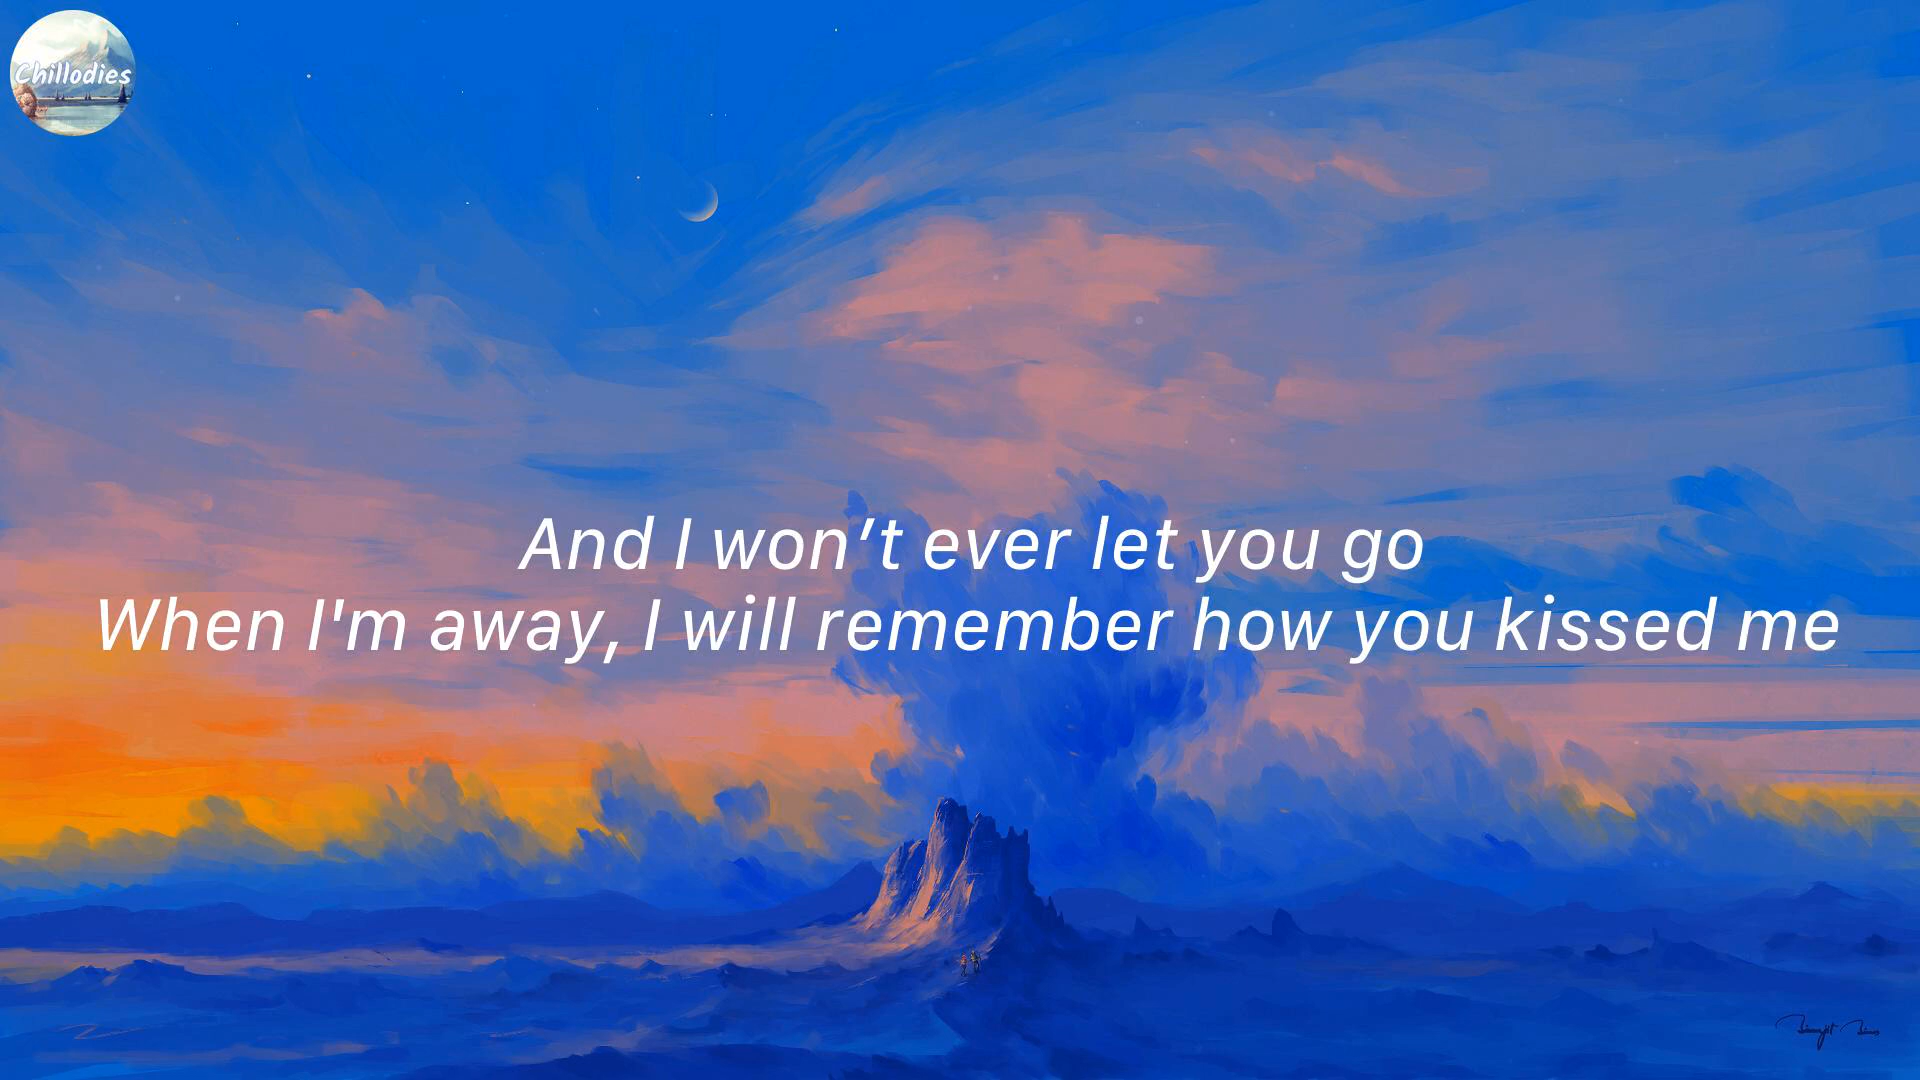 Chillodies
And I won’t ever let you go
When I'm away, I will remember how you kissed me